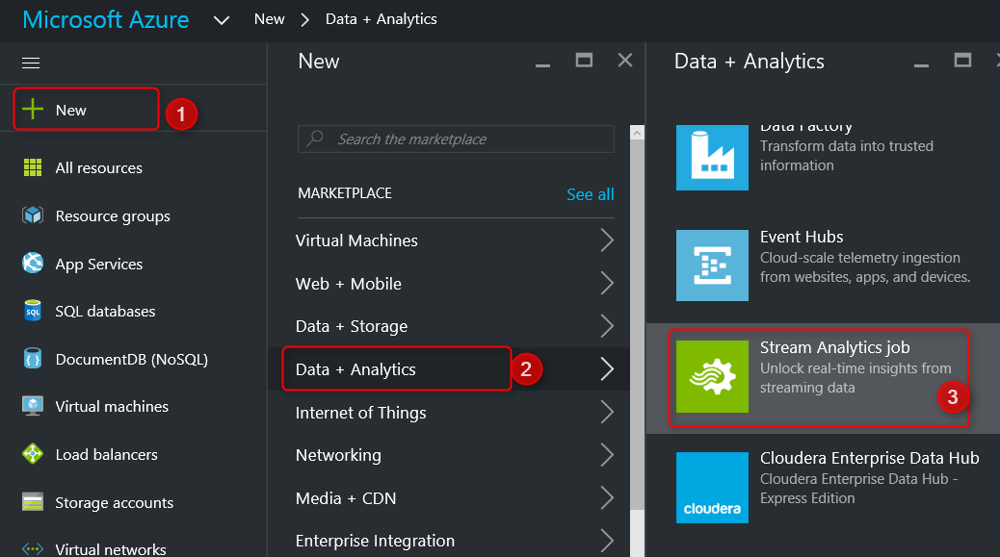 Microsoft Azure New Data + Analytics
New
1
All resources
Resource groups
App Services
SQL
SQL databases
DocumentDB (NoSQL)
Virtual machines
Load balancers
Storage accounts
Virtual networks
New
Search the marketplace
MARKETPLACE See all
Virtual Machines
Web + Mobile
Data + Storage
Data + Analytics
2
Internet of Things
Networking
Media + CDN
Enterprise Integration
Data + Analytics
Data Factory
Transform data into trusted
information
Event Hubs
Cloud-scale telemetry ingestion
from websites, apps, and devices.
Stream Analytics job
Unlock real-time insights from
streaming data
3
cloudera
Cloudera Enterprise Data Hub
Cloudera Enterprise Data Hub -
Express Edition